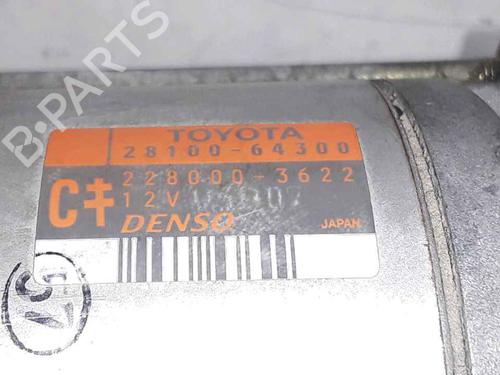 B-PARTS
TOYOTA
28100-64300
228000-3622
C
12V
DENSO
JAPAN